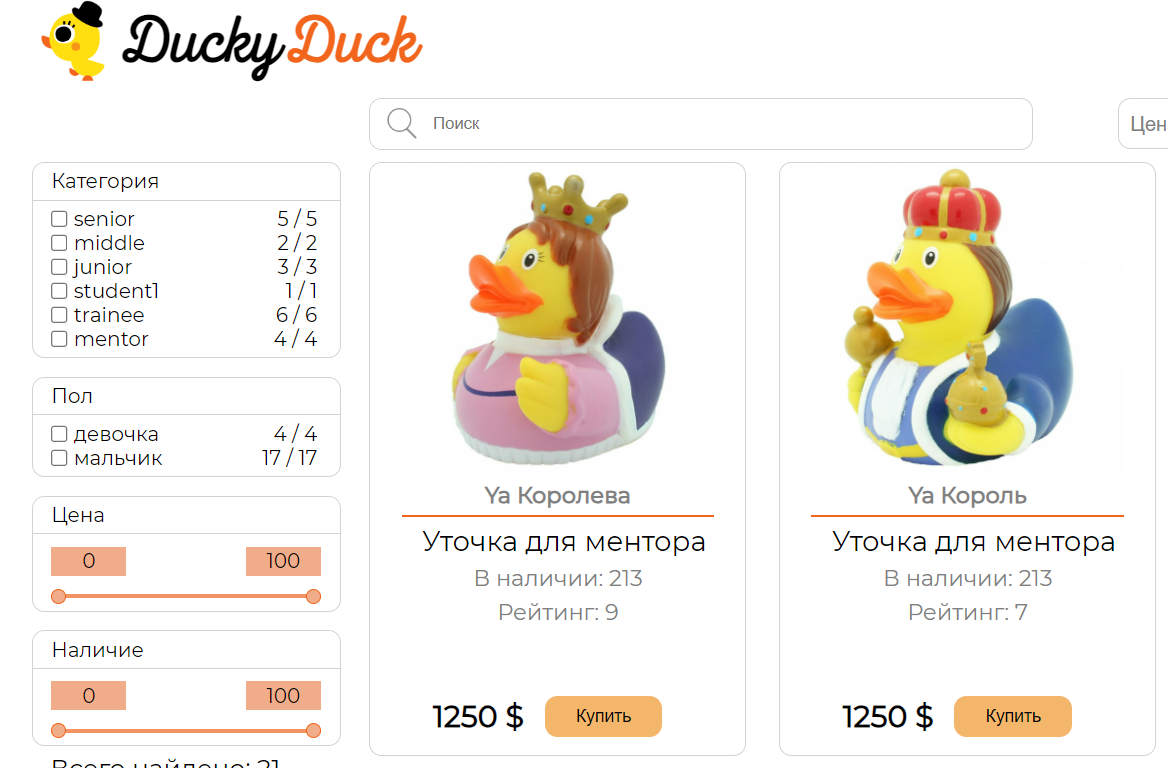 DuckyDuck
Поиск
Цен
Категория
senior 5 / 5
middle 2 / 2
junior 3 / 3
student1 1 / 1
trainee 6 / 6
mentor 4 / 4
Пол
девочка 4 / 4
мальчик 17 / 17
Цена
0 100
Наличие
0 100
Всего найдено: 21
Ya Королева
Уточка для ментора
В наличии: 213
Рейтинг: 9
1250 $ Купить
Ya Король
Уточка для ментора
В наличии: 213
Рейтинг: 7
1250 $ Купить